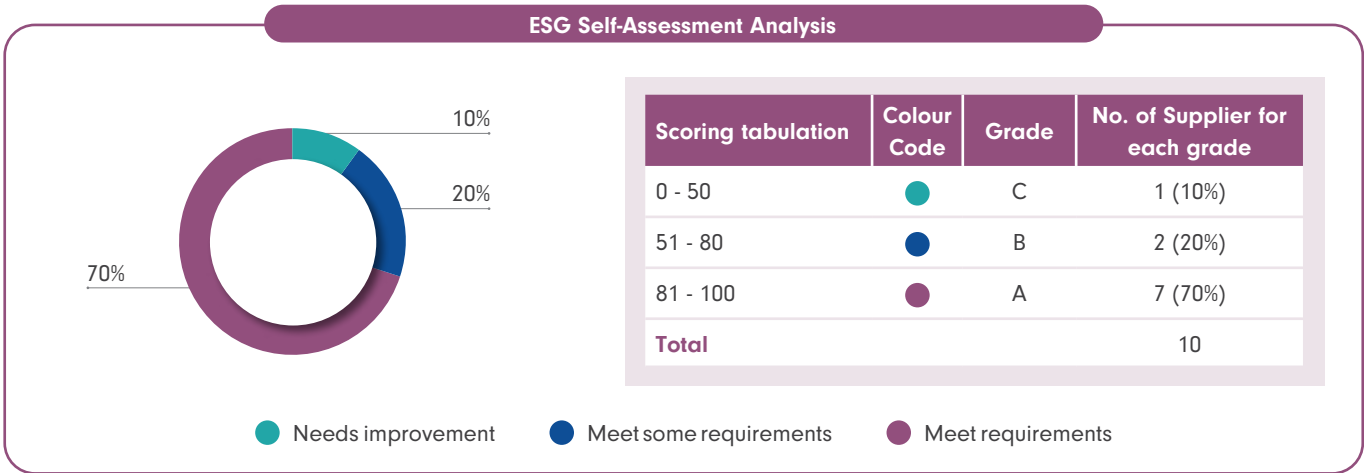 ESG Self-Assessment Analysis
10%
20%
70%
Scoring tabulation Colour Code Grade No. of Supplier for each grade
0 - 50 C 1 (10%)
51 - 80 B 2 (20%)
81 - 100 A 7 (70%)
Total 10
Needs improvement Meet some requirements Meet requirements